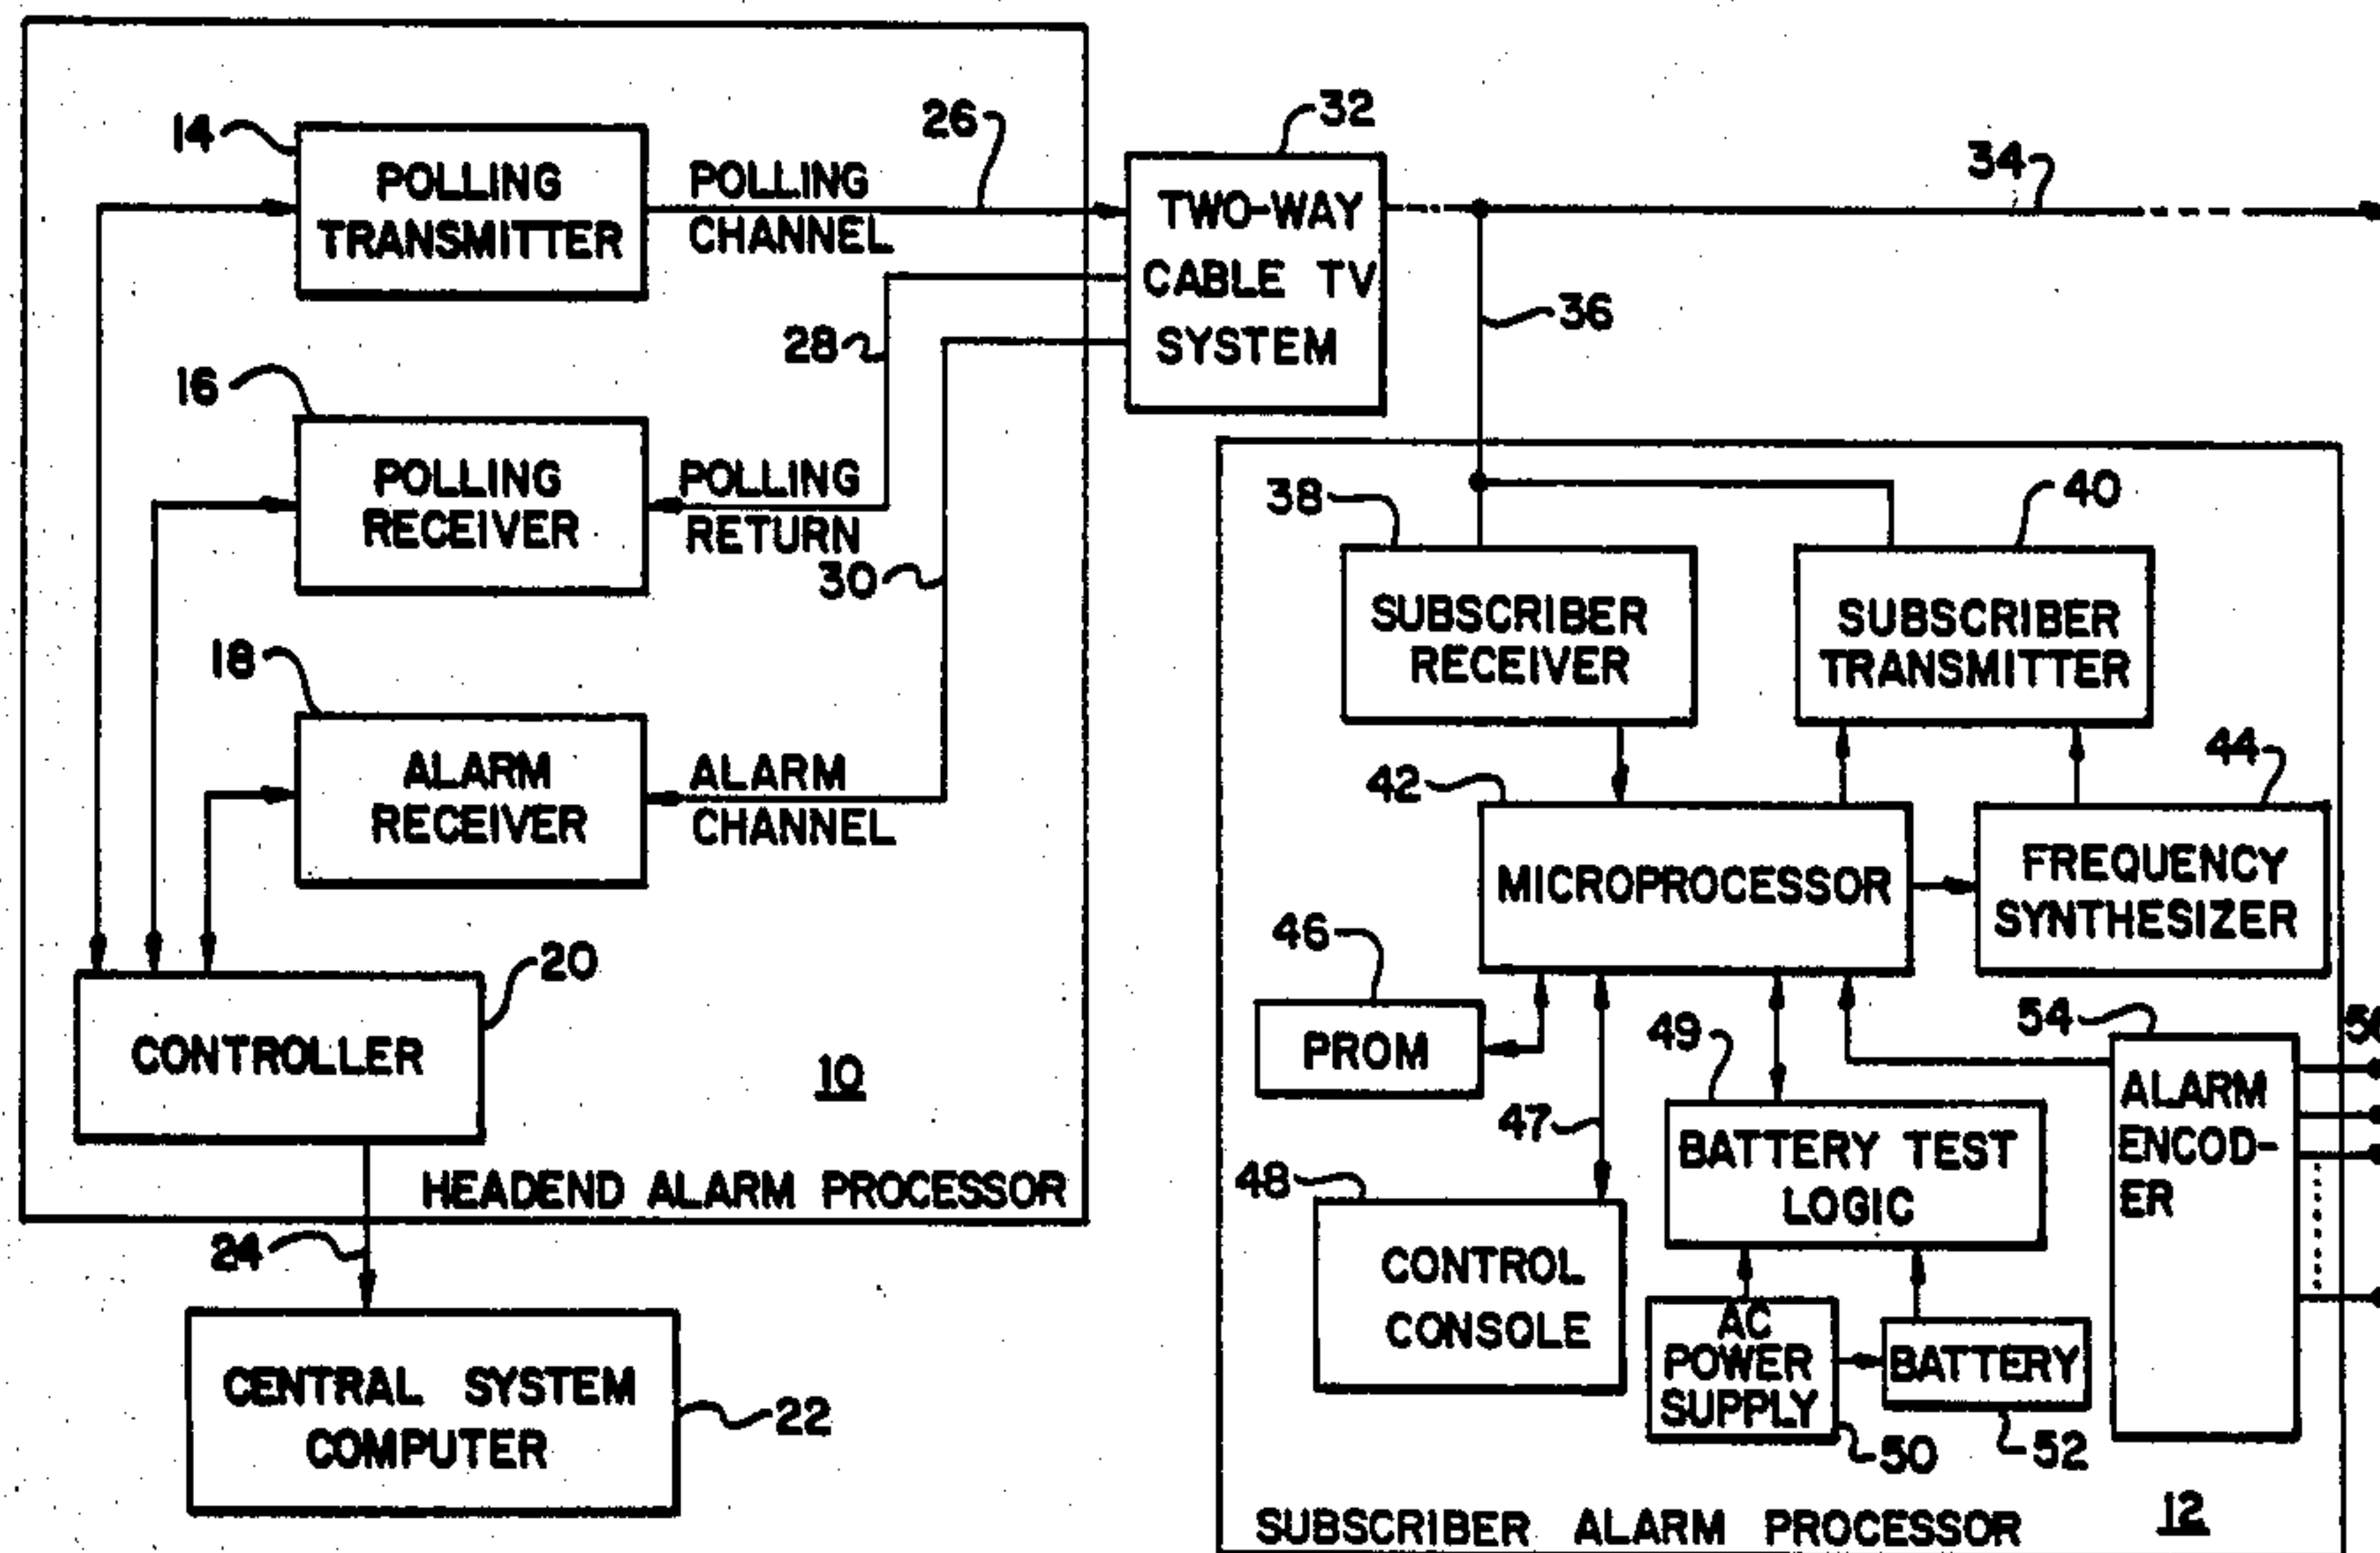 14
POLLING
TRANSMITTER
POLLING
CHANNEL
26
16
POLLING
RECEIVER
POLLING
RETURN
28
18
ALARM
RECEIVER
ALARM
CHANNEL
30
CONTROLLER
20
10
HEADEND ALARM PROCESSOR
24
CENTRAL SYSTEM
COMPUTER
22
32
TWO-WAY
CABLE TV
SYSTEM
34
36
38
SUBSCRIBER
RECEIVER
40
SUBSCRIBER
TRANSMITTER
42
MICROPROCESSOR
44
FREQUENCY
SYNTHESIZER
46
PROM
47
48
CONTROL
CONSOLE
49
BATTERY TEST
LOGIC
AC
POWER
SUPPLY
50
BATTERY
52
54
ALARM
ENCOD-
ER
SUBSCRIBER ALARM PROCESSOR
12